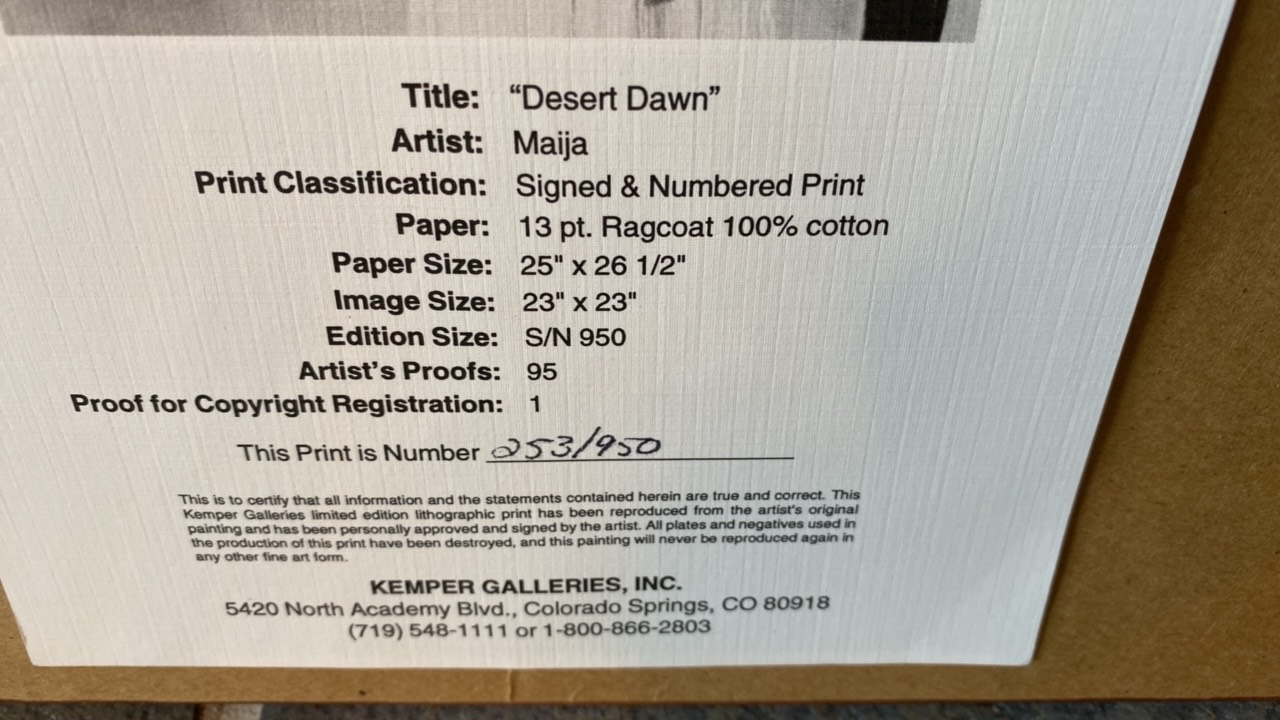 Title: “Desert Dawn”
Artist: Maija
Print Classification: Signed & Numbered Print
Paper: 13 pt. Ragcoat 100% cotton
Paper Size: 25" x 26 1/2"
Image Size: 23" x 23"
Edition Size: S/N 950
Artist’s Proofs: 95
Proof for Copyright Registration: 1
This Print is Number 253/950
This is to certify that all information and the statements contained herein are true and correct. This
Kemper Galleries limited edition lithographic print has been reproduced from the artist's original
painting and has been personally approved and signed by the artist. All plates and negatives used in
the production of this print have been destroyed, and this painting will never be reproduced again in
any other fine art form.
KEMPER GALLERIES, INC.
5420 North Academy Blvd., Colorado Springs, CO 80918
(719) 548-1111 or 1-800-866-2803